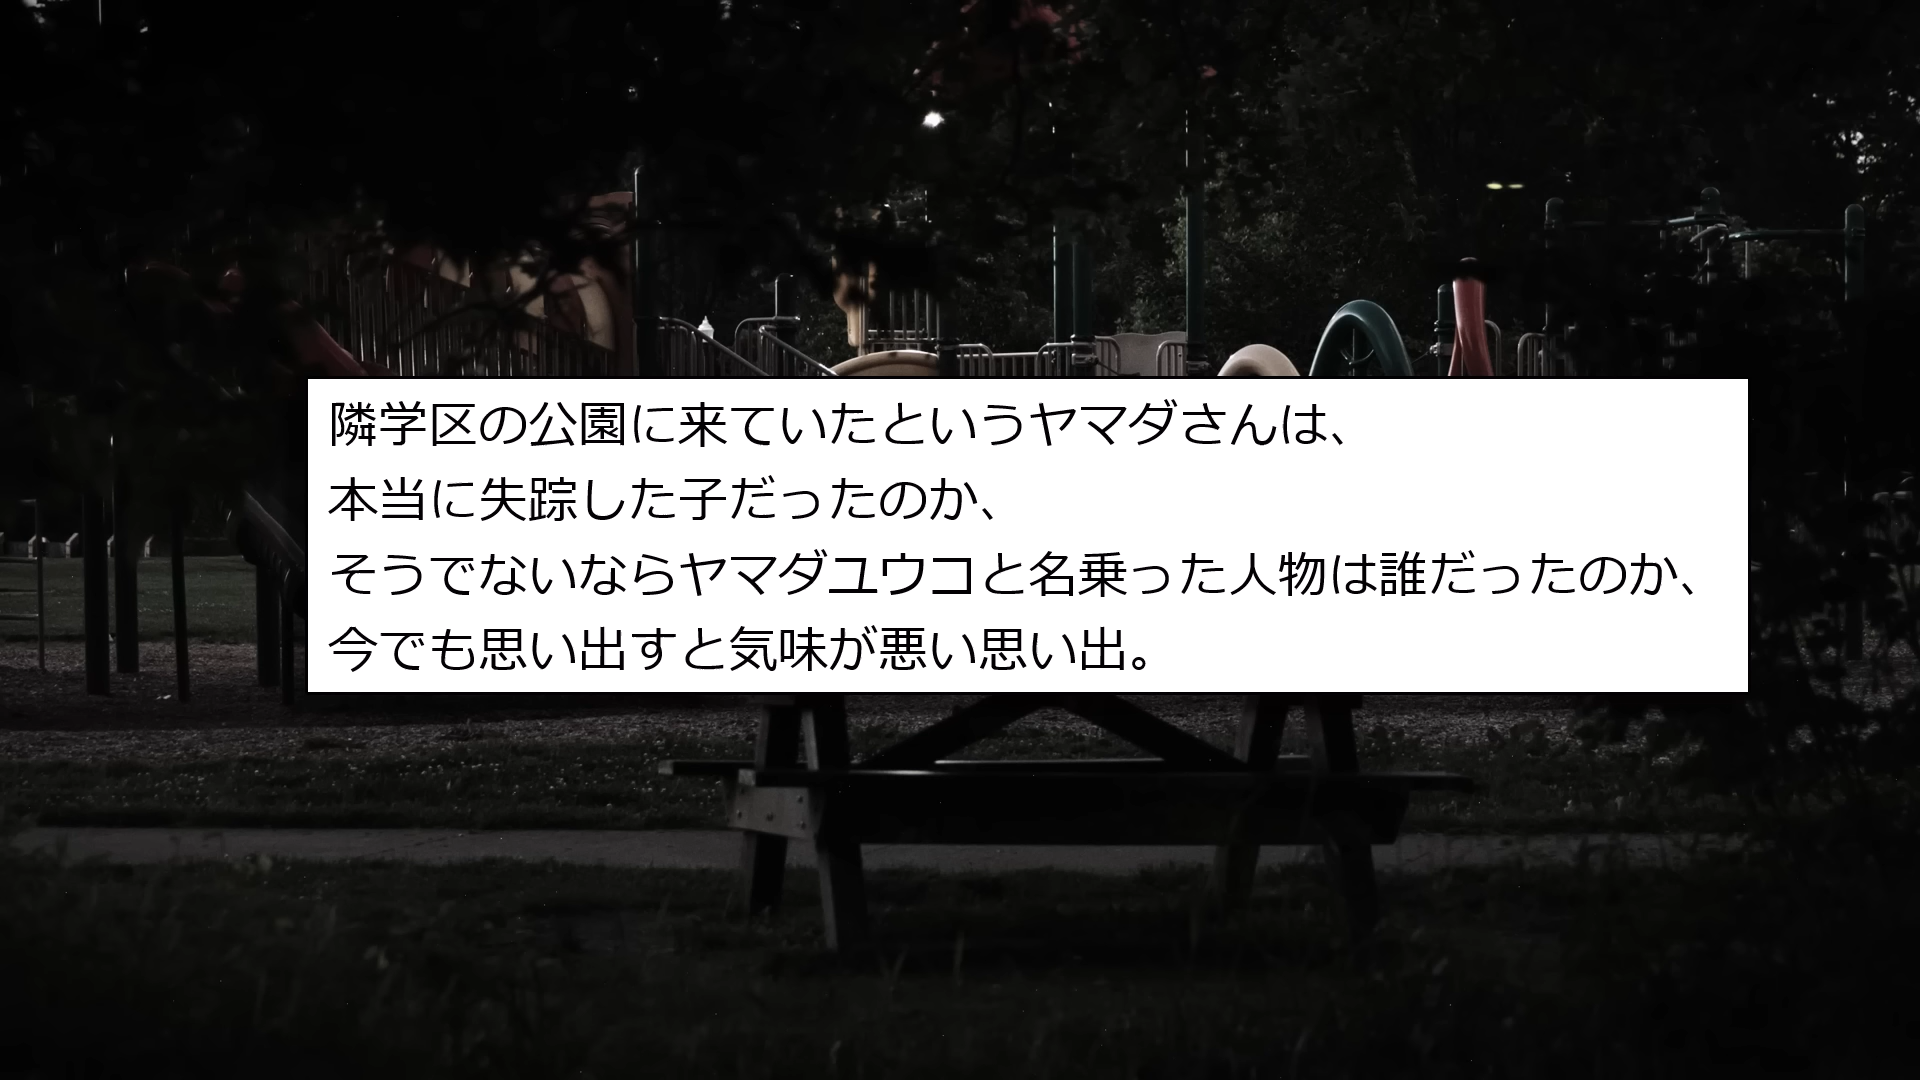 隣学区の公園に来ていたというヤマダさんは、
本当に失踪した子だったのか、
そうでないならヤマダユウコと名乗った人物は誰だったのか、
今でも思い出すと気味が悪い思い出。